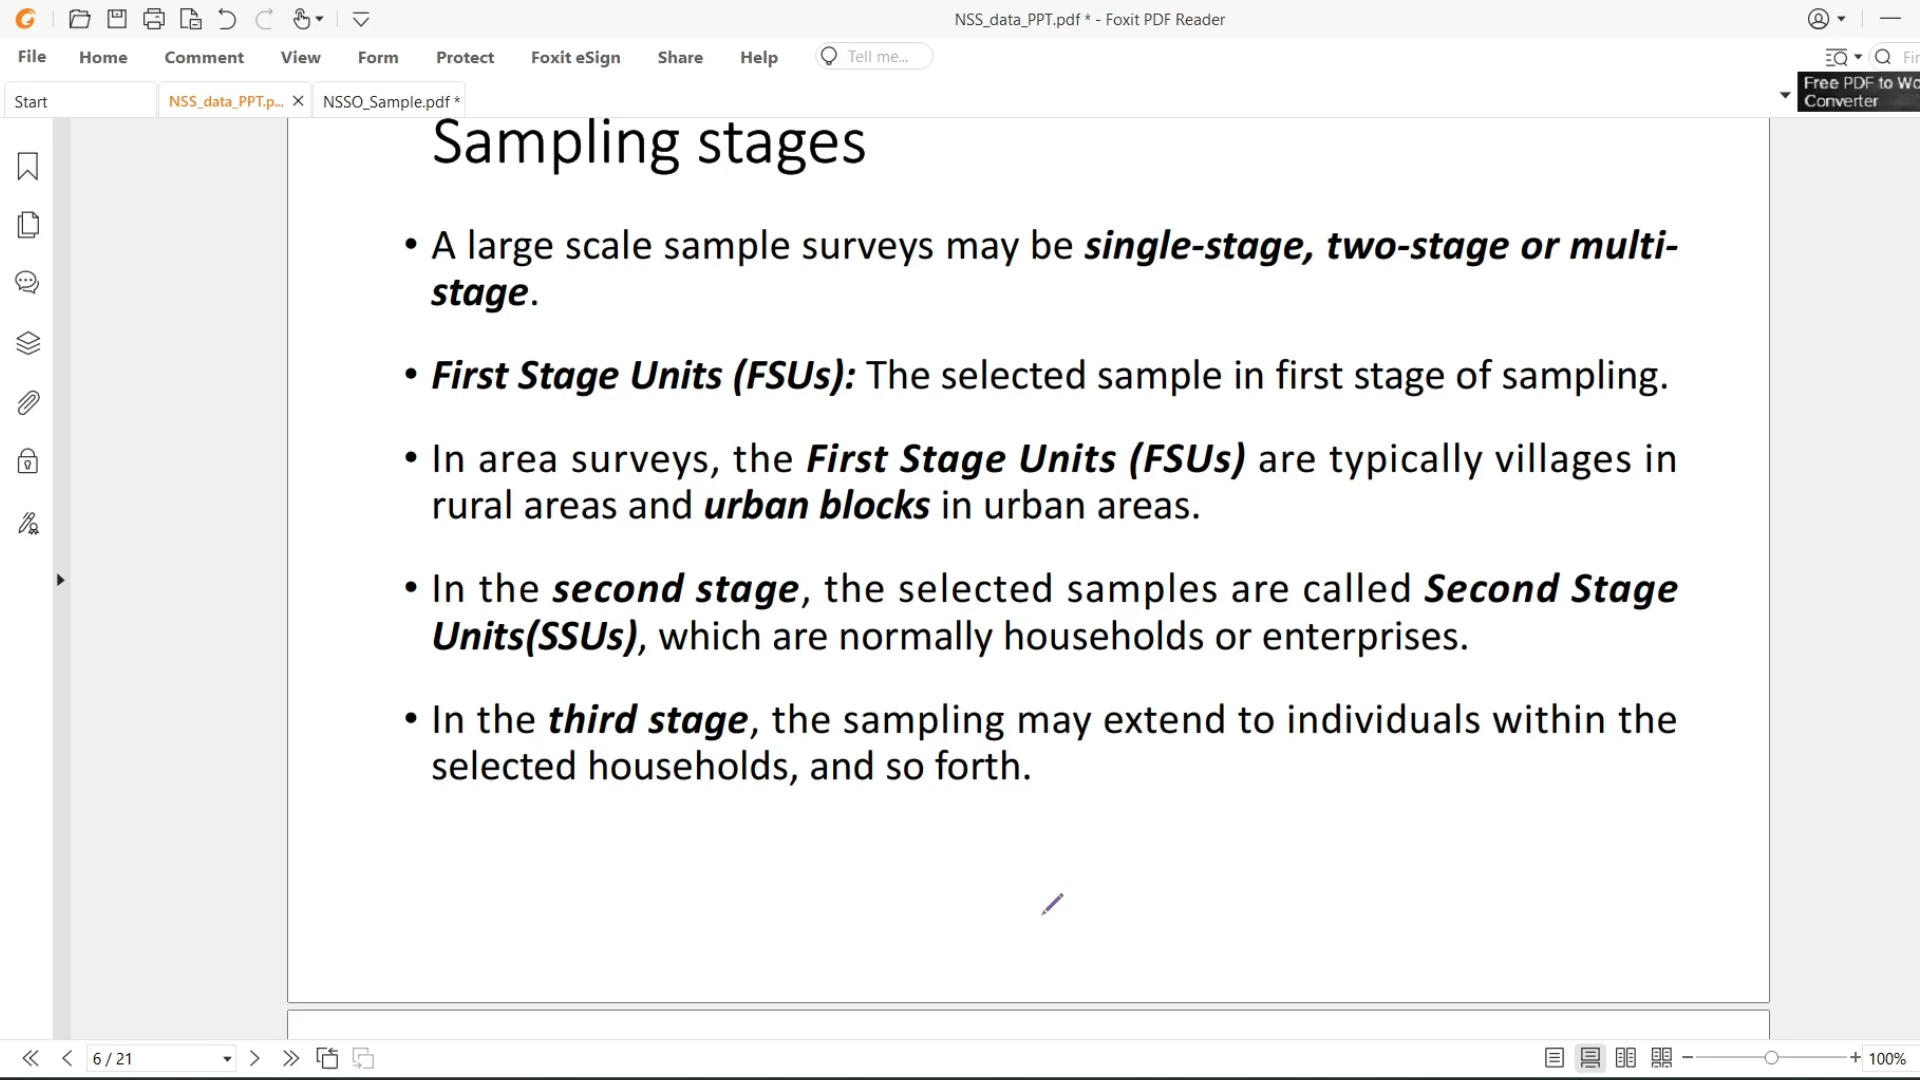 NSS_data_PPT.pdf * - Foxit PDF Reader
File Home Comment View Form Protect Foxit eSign Share Help Tell me...
Free PDF to Wo
Converter
Start NSS_data_PPT.p... NSSO_Sample.pdf *
Sampling stages
• A large scale sample surveys may be single-stage, two-stage or multi-
stage.
• First Stage Units (FSUs): The selected sample in first stage of sampling.
• In area surveys, the First Stage Units (FSUs) are typically villages in
rural areas and urban blocks in urban areas.
• In the second stage, the selected samples are called Second Stage
Units(SSUs), which are normally households or enterprises.
• In the third stage, the sampling may extend to individuals within the
selected households, and so forth.
6 / 21 100%